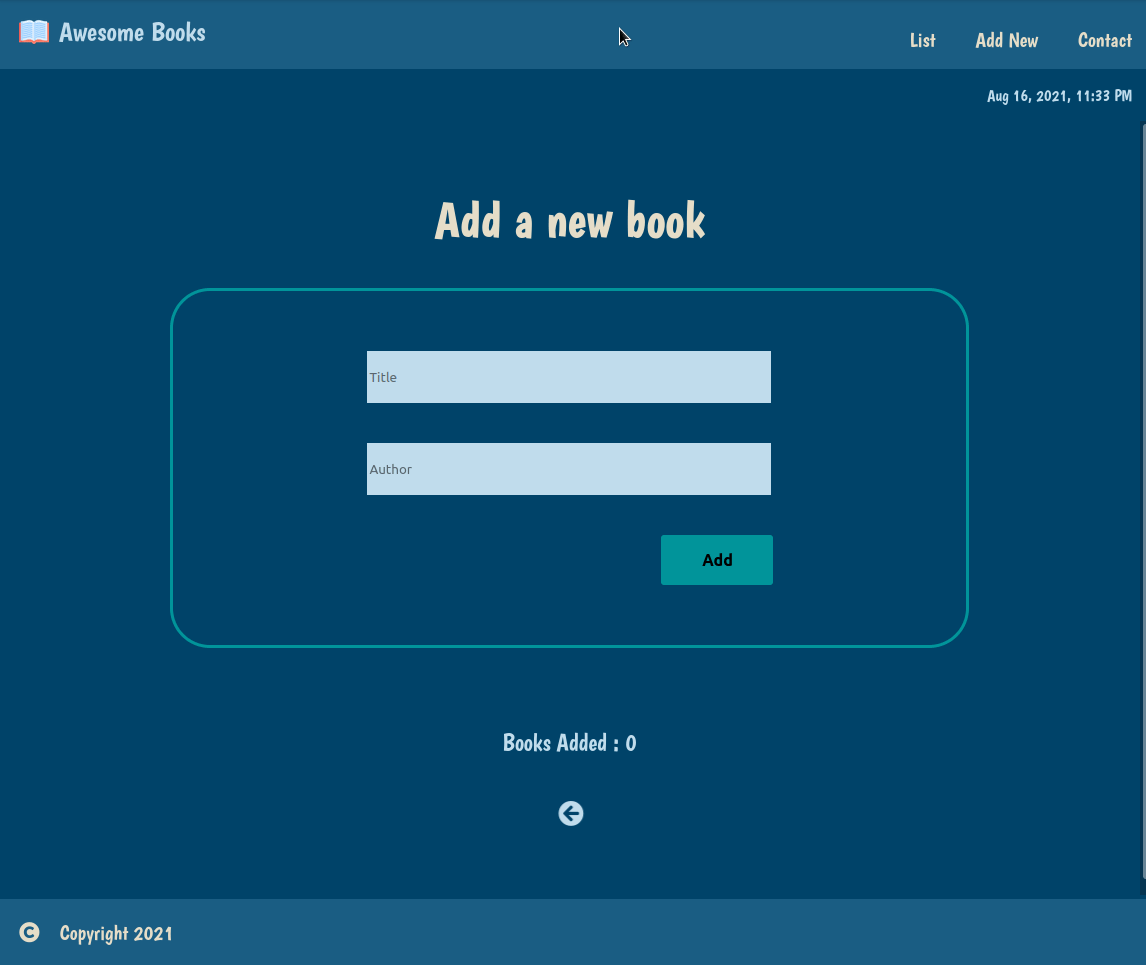 Awesome Books
List Add New Contact
Aug 16, 2021, 11:33 PM
Add a new book
Title
Author
Add
Books Added : 0
Copyright 2021